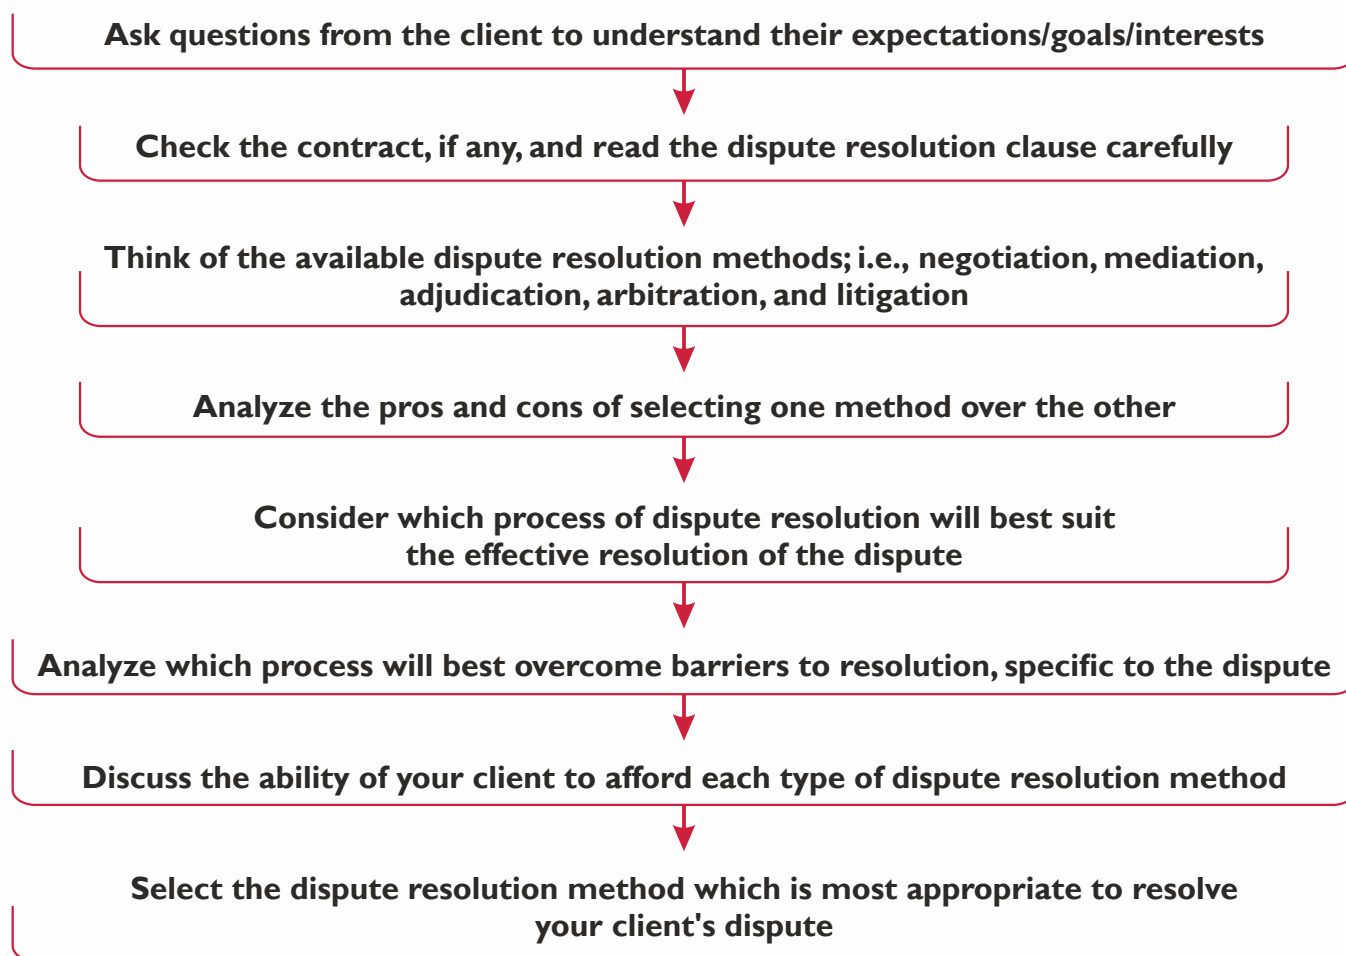 Ask questions from the client to understand their expectations/goals/interests
Check the contract, if any, and read the dispute resolution clause carefully
Think of the available dispute resolution methods; i.e., negotiation, mediation,
adjudication, arbitration, and litigation
Analyze the pros and cons of selecting one method over the other
Consider which process of dispute resolution will best suit
the effective resolution of the dispute
Analyze which process will best overcome barriers to resolution, specific to the dispute
Discuss the ability of your client to afford each type of dispute resolution method
Select the dispute resolution method which is most appropriate to resolve
your client's dispute